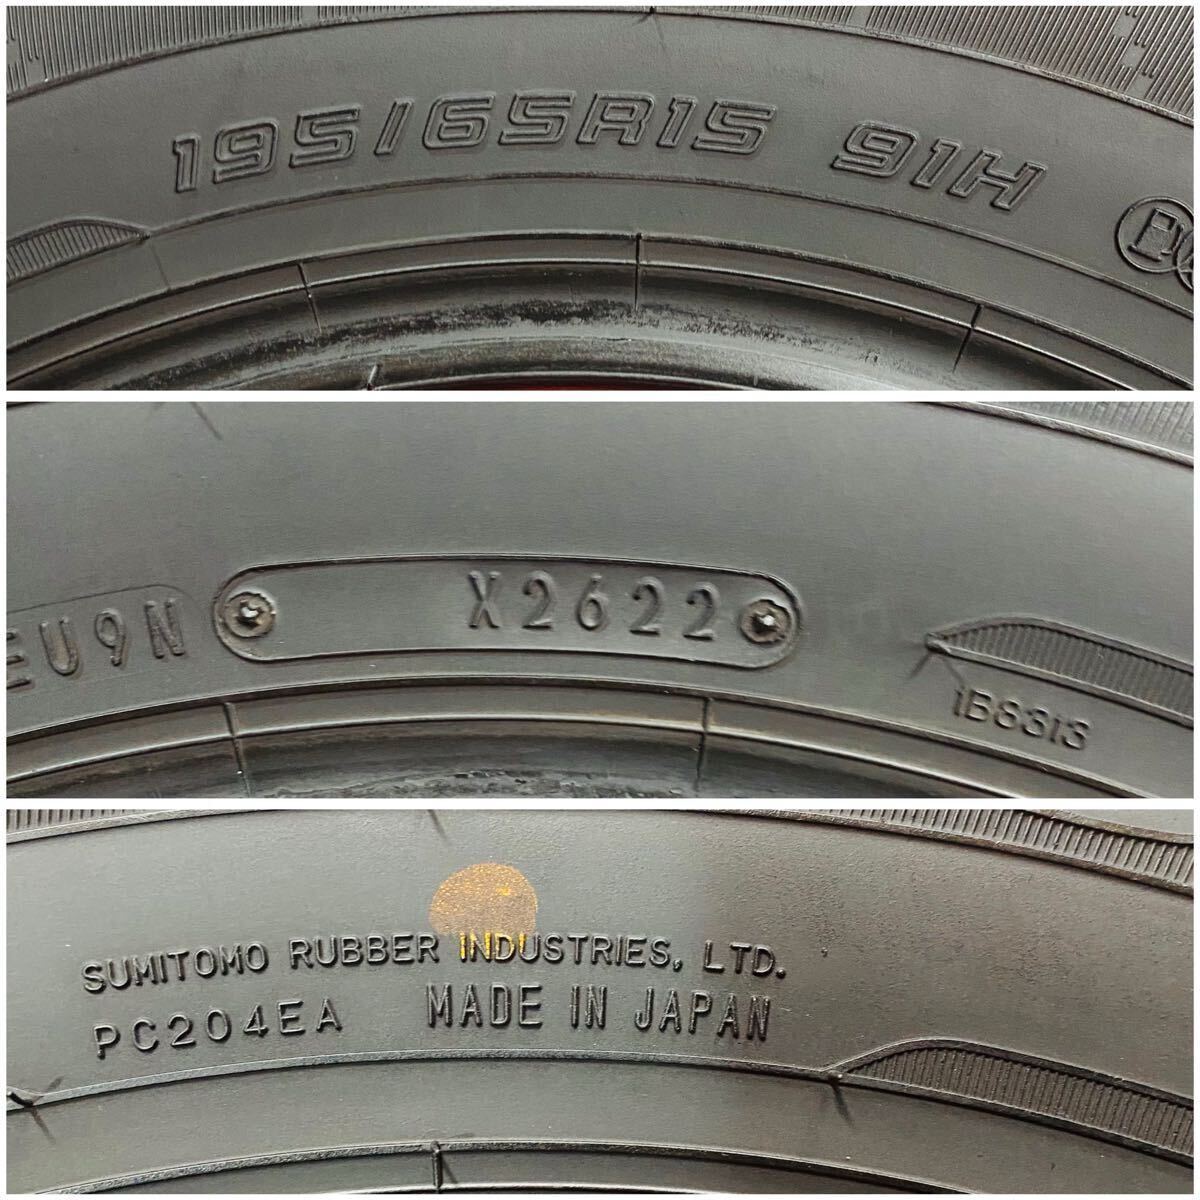 195/65R15 91H
EU9N X2622
1B8313
SUMITOMO RUBBER INDUSTRIES, LTD.
PC204EA MADE IN JAPAN